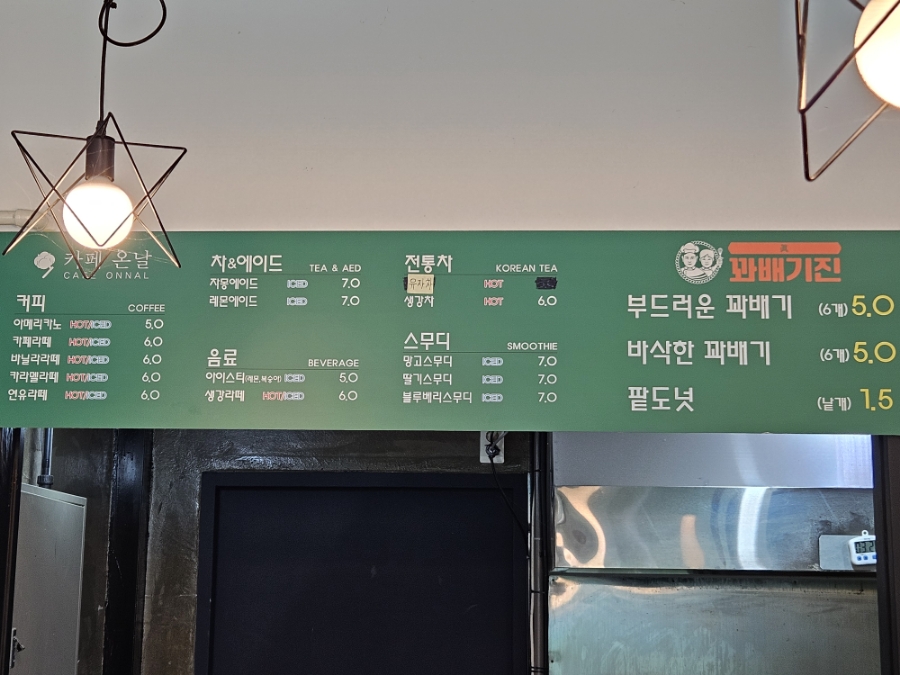 카페 온날
CAFE ONNAL
커피 COFFEE
아메리카노 HOT/ICED 5.0
카페라떼 HOT/ICED 6.0
바닐라라떼 HOT/ICED 6.0
카라멜라떼 HOT/ICED 6.0
연유라떼 HOT/ICED 6.0
차&에이드 TEA & AED
자몽에이드 ICED 7.0
레몬에이드 ICED 7.0
음료 BEVERAGE
아이스티(레몬,복숭아) ICED 5.0
생강라떼 HOT/ICED 6.0
전통차 KOREAN TEA
유자차 HOT
생강차 HOT 6.0
스무디 SMOOTHIE
망고스무디 ICED 7.0
딸기스무디 ICED 7.0
블루베리스무디 ICED 7.0
꽈배기진
부드러운 꽈배기 (6개) 5.0
바삭한 꽈배기 (6개) 5.0
팥도넛 (낱개) 1.5